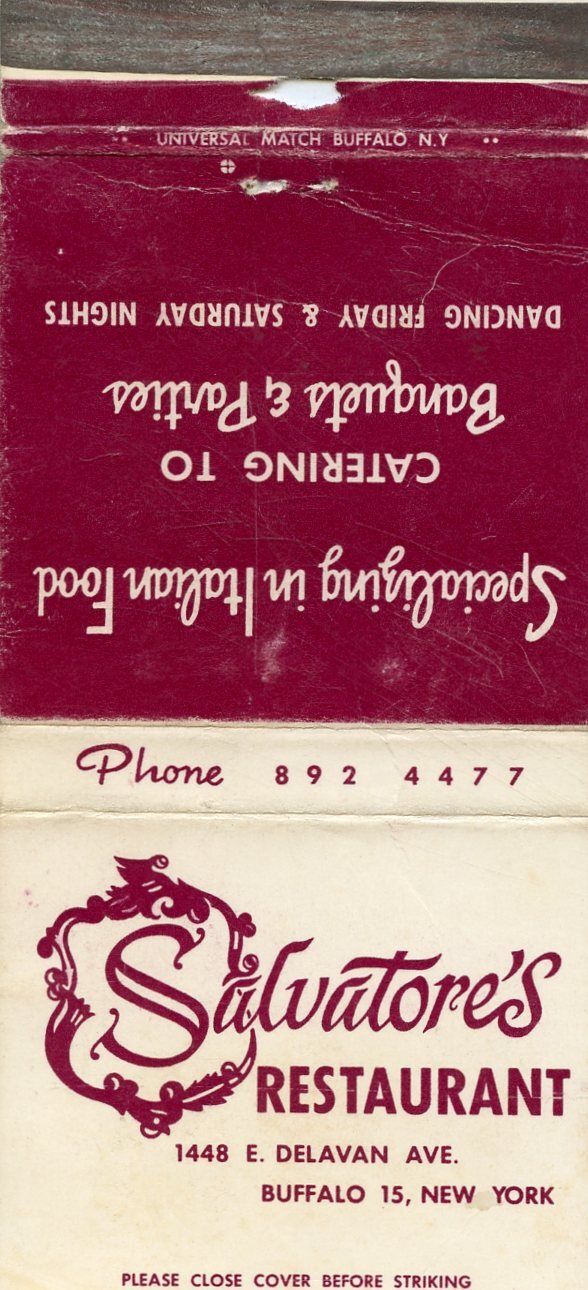 UNIVERSAL MATCH BUFFALO, N.Y
Specializing in Italian Food
CATERING TO
Banquets & Parties
DANCING FRIDAY & SATURDAY NIGHTS
Phone 892 4477
Salvatore's
RESTAURANT
1448 E. DELAVAN AVE.
BUFFALO 15, NEW YORK
PLEASE CLOSE COVER BEFORE STRIKING